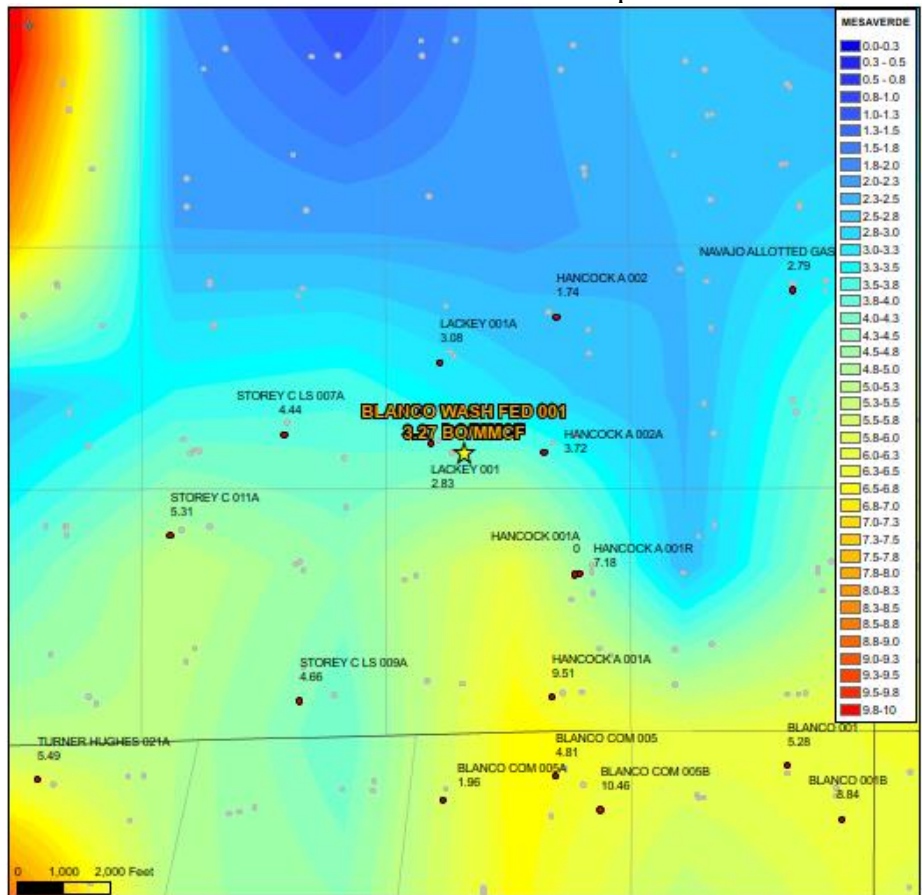 MESAVERDE
0.0-0.3
0.3 - 0.5
0.5 - 0.8
0.8-1.0
1.0-1.3
1.3-1.5
1.5-1.8
1.8-2.0
2.0-2.3
2.3-2.5
2.5-2.8
2.8-3.0
3.0-3.3
3.3-3.5
3.5-3.8
3.8-4.0
4.0-4.3
4.3-4.5
4.5-4.8
4.8-5.0
5.0-5.3
5.3-5.5
5.5-5.8
5.8-6.0
6.0-6.3
6.3-6.5
6.5-6.8
6.8-7.0
7.0-7.3
7.3-7.5
7.5-7.8
7.8-8.0
8.0-8.3
8.3-8.5
8.5-8.8
8.8-9.0
9.0-9.3
9.3-9.5
9.5-9.8
9.8-10
NAVAJO ALLOTTED GAS
2.79
HANCOCK A 002
1.74
LACKEY 001A
3.08
STOREY C LS 007A
4.44
BLANCO WASH FED 001
3.27 BO/MMCF
HANCOCK A 002A
3.72
LACKEY 001
2.83
STOREY C 011A
5.31
HANCOCK 001A
0
HANCOCK A 001R
7.18
STOREY C LS 009A
4.66
HANCOCK A 001A
9.51
TURNER HUGHES 021A
5.49
BLANCO COM 005
4.81
BLANCO 001
5.28
BLANCO COM 005A
1.96
BLANCO COM 005B
10.46
BLANCO 001B
0 1,000 2,000 Feet